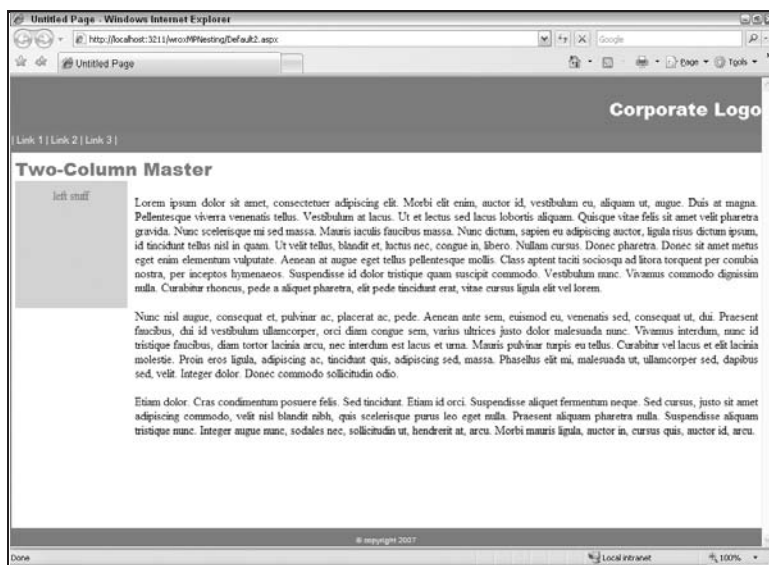 Untitled Page - Windows Internet Explorer
http://localhost:3211/wroxMPNesting/Default2.aspx
Google
Untitled Page
Page
Tools
Corporate Logo
| Link 1 | Link 2 | Link 3 |
Two-Column Master
left stuff
Lorem ipsum dolor sit amet, consectetuer adipiscing elit. Morbi elit enim, auctor id, vestibulum eu, aliquam ut, augue. Duis at magna.
Pellentesque viverra venenatis tellus. Vestibulum at lacus. Ut et lectus sed lacus lobortis aliquam. Quisque vitae felis sit amet velit pharetra
gravida. Nunc scelerisque mi sed massa. Mauris iaculis faucibus massa. Nunc dictum, sapien eu adipiscing auctor, ligula risus dictum ipsum,
id tincidunt tellus nisl in quam. Ut velit tellus, blandit et, luctus nec, congue in, libero. Nullam cursus. Donec pharetra. Donec sit amet metus
eget enim elementum vulputate. Aenean at augue eget tellus pellentesque mollis. Class aptent taciti sociosqu ad litora torquent per conubia
nostra, per inceptos hymenaeos. Suspendisse id dolor tristique quam suscipit commodo. Vestibulum nunc. Vivamus commodo dignissim
nulla. Curabitur rhoncus, pede a aliquet pharetra, elit pede tincidunt erat, vitae cursus ligula elit vel lorem.
Nunc nisl augue, consequat et, pulvinar ac, placerat ac, pede. Aenean ante sem, euismod eu, venenatis sed, consequat ut, dui. Praesent
faucibus, dui id vestibulum ullamcorper, orci diam congue sem, varius ultrices justo dolor malesuada nunc. Vivamus interdum, nunc id
tristique faucibus, diam tortor lacinia arcu, nec interdum est lacus et urna. Mauris pulvinar turpis eu tellus. Curabitur vel lacus et elit lacinia
molestie. Proin eros ligula, adipiscing ac, tincidunt quis, adipiscing sed, massa. Phasellus elit mi, malesuada ut, ullamcorper sed, dapibus
sed, velit. Integer dolor. Donec commodo sollicitudin odio.
Etiam dolor. Cras condimentum posuere felis. Sed tincidunt. Etiam id orci. Suspendisse aliquet fermentum neque. Sed cursus, justo sit amet
adipiscing commodo, velit nisl blandit nibh, quis scelerisque purus leo eget nulla. Praesent aliquam pharetra nulla. Suspendisse aliquam
tristique nunc. Integer augue nunc, sodales nec, sollicitudin ut, hendrerit at, arcu. Morbi mauris ligula, auctor in, cursus quis, auctor id, arcu.
© copyright 2007
Done
Local intranet
100%